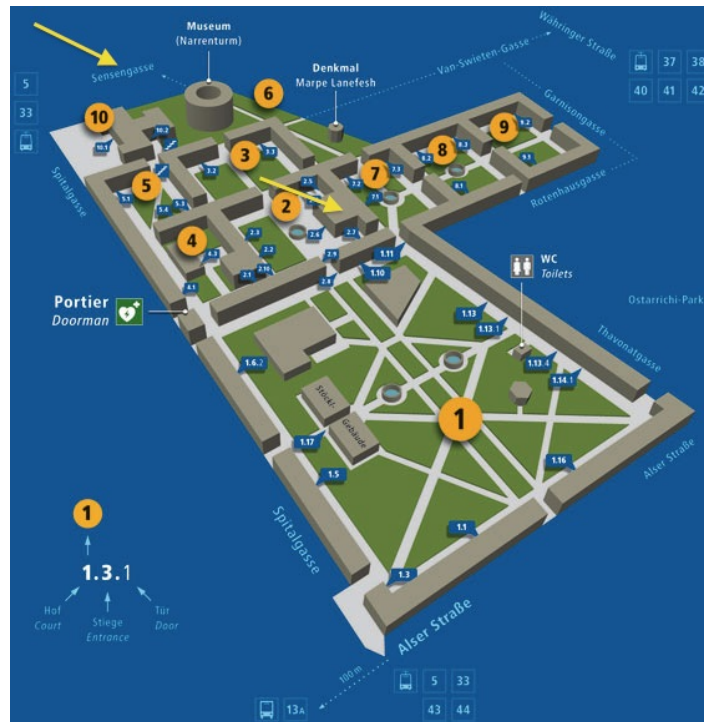 Museum
(Narrenturm)
Sensengasse
Denkmal
Marpe Lanefesh
Van-Swieten-Gasse
Währinger Straße
37 38
40 41 42
5
33
6
10
10.2
10.1
3
3.3
3.2
5
5.1
5.4
5.3
2.5
7
7.2
7.3
7.1
8
8.2
8.3
8.1
9
9.2
9.1
Garnisongasse
Rotenhausgasse
Spitalgasse
2
2.3
2.2
2.6
2.7
2.9
2.8
2.1
2.10
4
4.3
4.1
1.11
1.10
WC
Toilets
Ostarrichi-Park
Portier
Doorman
1.13
1.13.1
1.13.4
1.14.1
Thavonatgasse
1.6.2
Stöckl-
Gebäude
1
1.17
1.5
1.16
1.1
1.3
Alser Straße
Spitalgasse
Alser Straße
1
1.3.1
Hof
Court
Stiege
Entrance
Tür
Door
100 m
13A
5 33
43 44